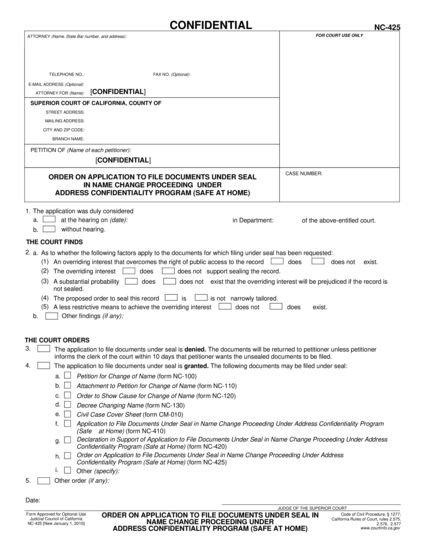 CONFIDENTIAL
NC-425
ATTORNEY (Name, State Bar number, and address):
FOR COURT USE ONLY
TELEPHONE NO.: FAX NO. (Optional):
E-MAIL ADDRESS (Optional):
ATTORNEY FOR (Name): [CONFIDENTIAL]
SUPERIOR COURT OF CALIFORNIA, COUNTY OF
STREET ADDRESS:
MAILING ADDRESS:
CITY AND ZIP CODE:
BRANCH NAME:
PETITION OF (Name of each petitioner):
[CONFIDENTIAL]
ORDER ON APPLICATION TO FILE DOCUMENTS UNDER SEAL
IN NAME CHANGE PROCEEDING UNDER
ADDRESS CONFIDENTIALITY PROGRAM (SAFE AT HOME)
CASE NUMBER:
1. The application was duly considered
a. at the hearing on (date): in Department: of the above-entitled court.
b. without hearing.
THE COURT FINDS
2. a. As to whether the following factors apply to the documents for which filing under seal has been requested:
(1) An overriding interest that overcomes the right of public access to the record does does not exist.
(2) The overriding interest does does not support sealing the record.
(3) A substantial probability does does not exist that the overriding interest will be prejudiced if the record is
not sealed.
(4) The proposed order to seal this record is is not narrowly tailored.
(5) A less restrictive means to achieve the overriding interest does not does exist.
b. Other findings (if any):
THE COURT ORDERS
3. The application to file documents under seal is denied. The documents will be returned to petitioner unless petitioner
informs the clerk of the court within 10 days that petitioner wants the unsealed documents to be filed.
4. The application to file documents under seal is granted. The following documents may be filed under seal:
a. Petition for Change of Name (form NC-100)
b. Attachment to Petition for Change of Name (form NC-110)
c. Order to Show Cause for Change of Name (form NC-120)
d. Decree Changing Name (form NC-130)
e. Civil Case Cover Sheet (form CM-010)
f. Application to File Documents Under Seal in Name Change Proceeding Under Address Confidentiality Program
(Safe at Home) (form NC-410)
g. Declaration in Support of Application to File Documents Under Seal in Name Change Proceeding Under Address
Confidentiality Program (Safe at Home) (form NC-420)
h. Order on Application to File Documents Under Seal in Name Change Proceeding Under Address
Confidentiality Program (Safe at Home) (form NC-425)
i. Other (specify):
5. Other order (if any):
Date:
JUDGE OF THE SUPERIOR COURT
Form Approved for Optional Use
Judicial Council of California
NC-425 [New January 1, 2010]
ORDER ON APPLICATION TO FILE DOCUMENTS UNDER SEAL IN
NAME CHANGE PROCEEDING UNDER
ADDRESS CONFIDENTIALITY PROGRAM (SAFE AT HOME)
Code of Civil Procedure, § 1277;
California Rules of Court, rules 2.575,
2.576, 2.577
www.courtinfo.ca.gov